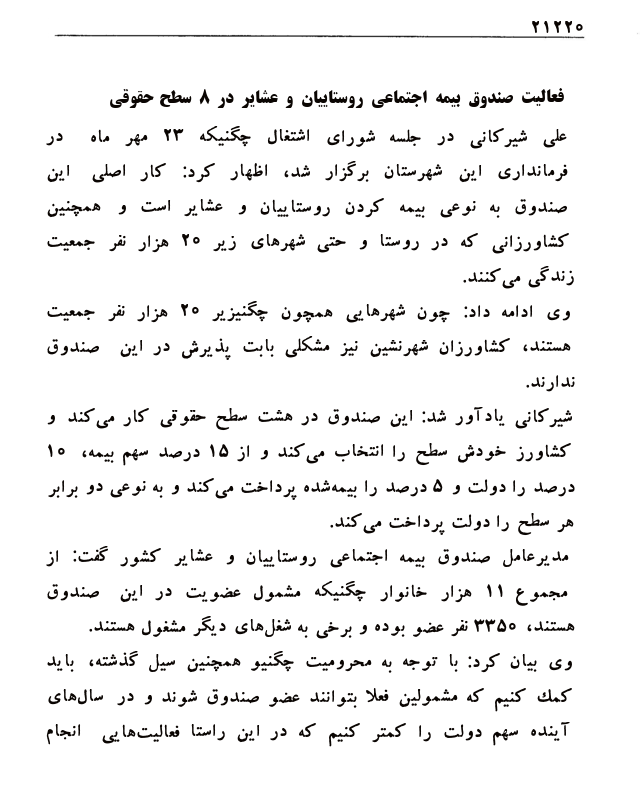 ۲۱۲۲۰
فعالیت صندوق بیمه اجتماعی روستاییان و عشایر در ۸ سطح حقوقی
علی شیرکانی در جلسه شورای اشتغال چگنیکه ۲۳ مهر ماه در
فرمانداری این شهرستان برگزار شد، اظهار کرد: کار اصلی این
صندوق به نوعی بیمه کردن روستاییان و عشایر است و همچنین
کشاورزانی که در روستا و حتی شهرهای زیر ۲۰ هزار نفر جمعیت
زندگی می‌کنند.
وی ادامه داد: چون شهرهایی همچون چگنیزیر ۲۰ هزار نفر جمعیت
هستند، کشاورزان شهرنشین نیز مشکلی بابت پذیرش در این صندوق
ندارند.
شیرکانی یادآور شد: این صندوق در هشت سطح حقوقی کار می‌کند و
کشاورز خودش سطح را انتخاب می‌کند و از ۱۵ درصد سهم بیمه، ۱۰
درصد را دولت و ۵ درصد را بیمه‌شده پرداخت می‌کند و به نوعی دو برابر
هر سطح را دولت پرداخت می‌کند.
مدیرعامل صندوق بیمه اجتماعی روستاییان و عشایر کشور گفت: از
مجموع ۱۱ هزار خانوار چگنیکه مشمول عضویت در این صندوق
هستند، ۳۳۵۰ نفر عضو بوده و برخی به شغل‌های دیگر مشغول هستند.
وی بیان کرد: با توجه به محرومیت چگنیو همچنین سیل گذشته، باید
کمك کنیم که مشمولین فعلا بتوانند عضو صندوق شوند و در سال‌های
آینده سهم دولت را کمتر کنیم که در این راستا فعالیت‌هایی انجام